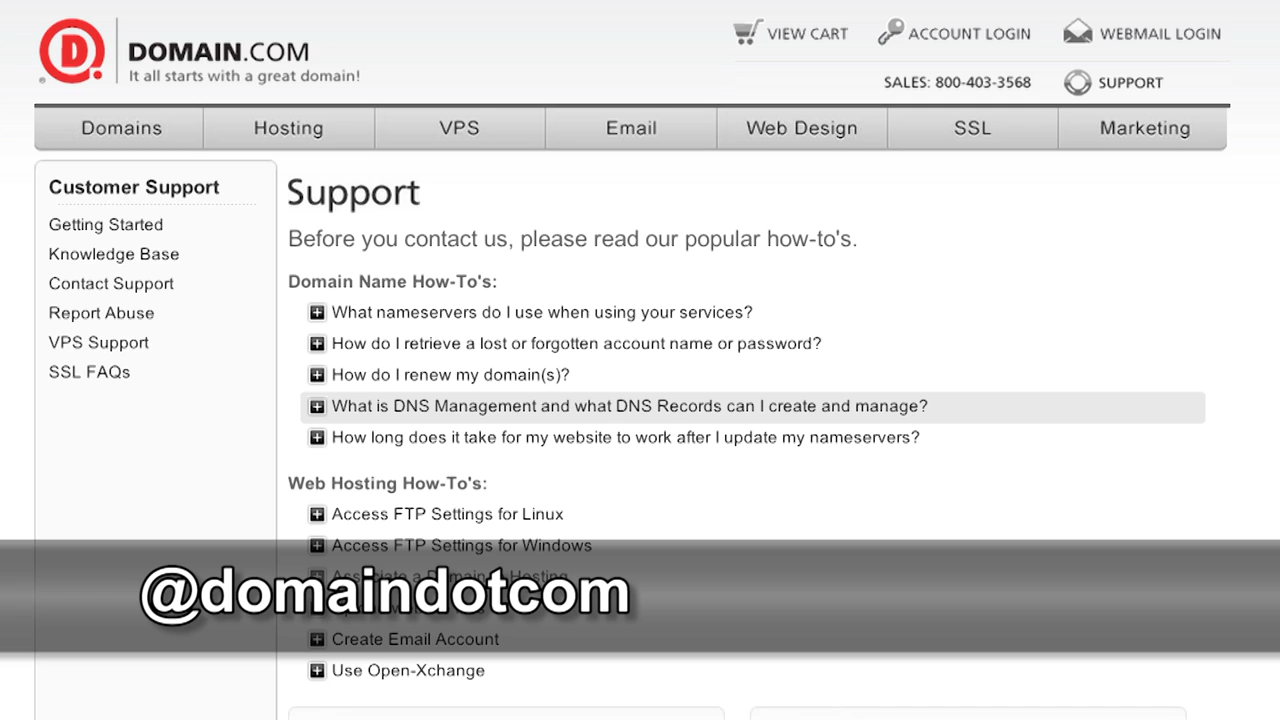 D
DOMAIN.COM
It all starts with a great domain!
VIEW CART
ACCOUNT LOGIN
WEBMAIL LOGIN
SALES: 800-403-3568
SUPPORT
Domains
Hosting
VPS
Email
Web Design
SSL
Marketing
Customer Support
Getting Started
Knowledge Base
Contact Support
Report Abuse
VPS Support
SSL FAQs
Support
Before you contact us, please read our popular how-to's.
Domain Name How-To's:
What nameservers do I use when using your services?
How do I retrieve a lost or forgotten account name or password?
How do I renew my domain(s)?
What is DNS Management and what DNS Records can I create and manage?
How long does it take for my website to work after I update my nameservers?
Web Hosting How-To's:
Access FTP Settings for Linux
Access FTP Settings for Windows
@domaindotcom
Create Email Account
Use Open-Xchange